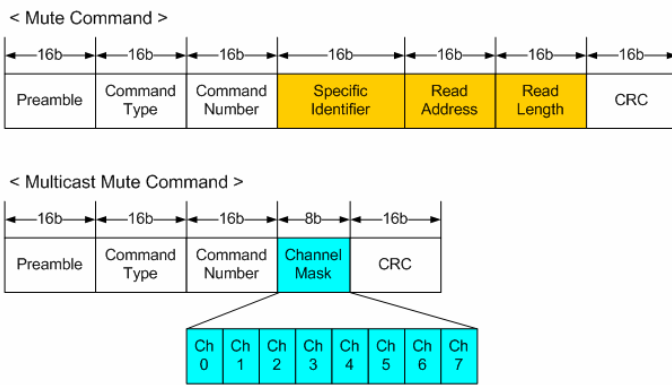 < Mute Command >
16b 16b 16b 16b 16b 16b 16b
Preamble Command Type Command Number Specific Identifier Read Address Read Length CRC
< Multicast Mute Command >
16b 16b 16b 8b 16b
Preamble Command Type Command Number Channel Mask CRC
Ch 0 Ch 1 Ch 2 Ch 3 Ch 4 Ch 5 Ch 6 Ch 7